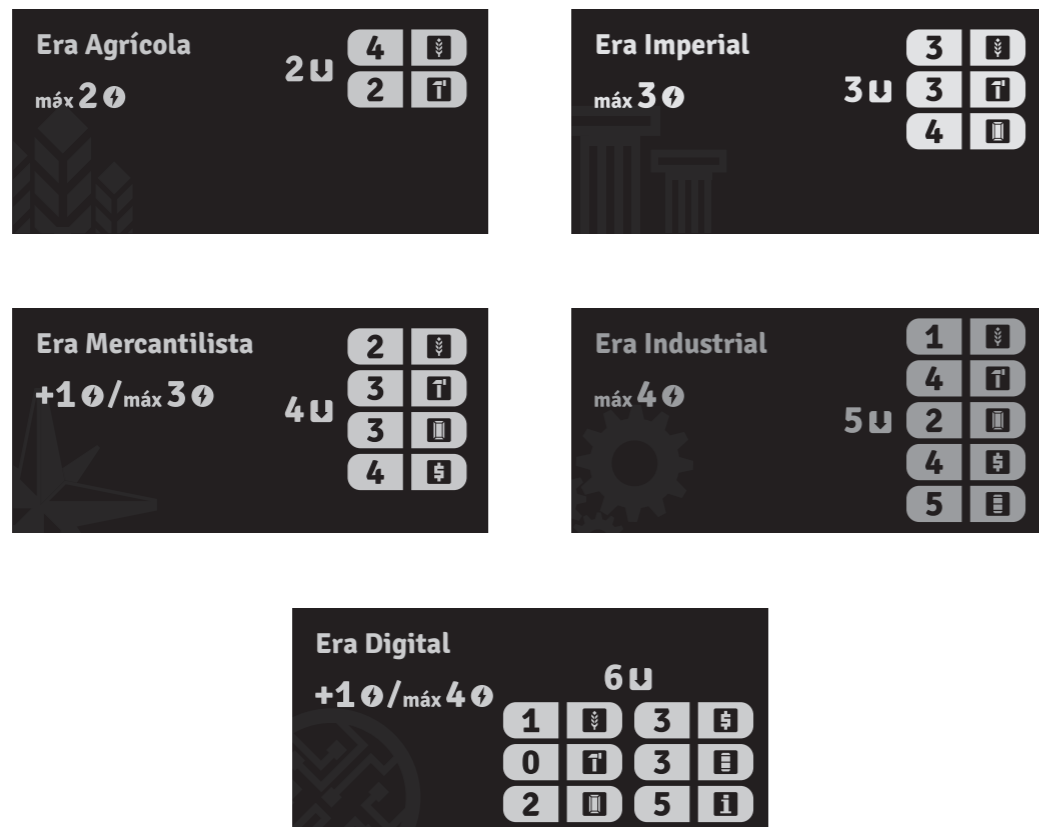 Era Agrícola
máx 2
2
4
2
Era Imperial
máx 3
3
3
3
4
Era Mercantilista
+1 / máx 3
4
2
3
3
4 $
Era Industrial
máx 4
5
1
4
2
4 $
5
Era Digital
+1 / máx 4
6
1 3 $
0 3
2 5 i